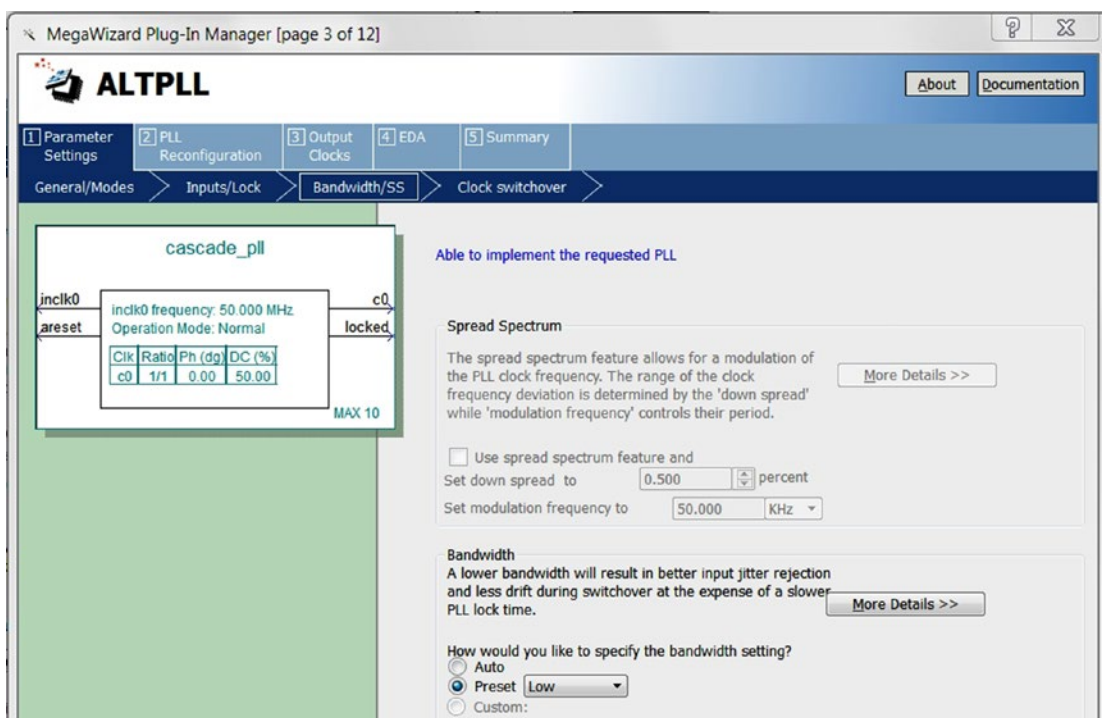 MegaWizard Plug-In Manager [page 3 of 12]
ALTPLL
About
Documentation
1 Parameter Settings
2 PLL Reconfiguration
3 Output Clocks
4 EDA
5 Summary
General/Modes
Inputs/Lock
Bandwidth/SS
Clock switchover
cascade_pll
inclk0
areset
inclk0 frequency: 50.000 MHz
Operation Mode: Normal
Clk Ratio Ph (dg) DC (%)
c0 1/1 0.00 50.00
c0
locked
MAX 10
Able to implement the requested PLL
Spread Spectrum
The spread spectrum feature allows for a modulation of
the PLL clock frequency. The range of the clock
frequency deviation is determined by the 'down spread'
while 'modulation frequency' controls their period.
More Details >>
Use spread spectrum feature and
Set down spread to 0.500 percent
Set modulation frequency to 50.000 KHz
Bandwidth
A lower bandwidth will result in better input jitter rejection
and less drift during switchover at the expense of a slower
PLL lock time.
More Details >>
How would you like to specify the bandwidth setting?
Auto
Preset Low
Custom: